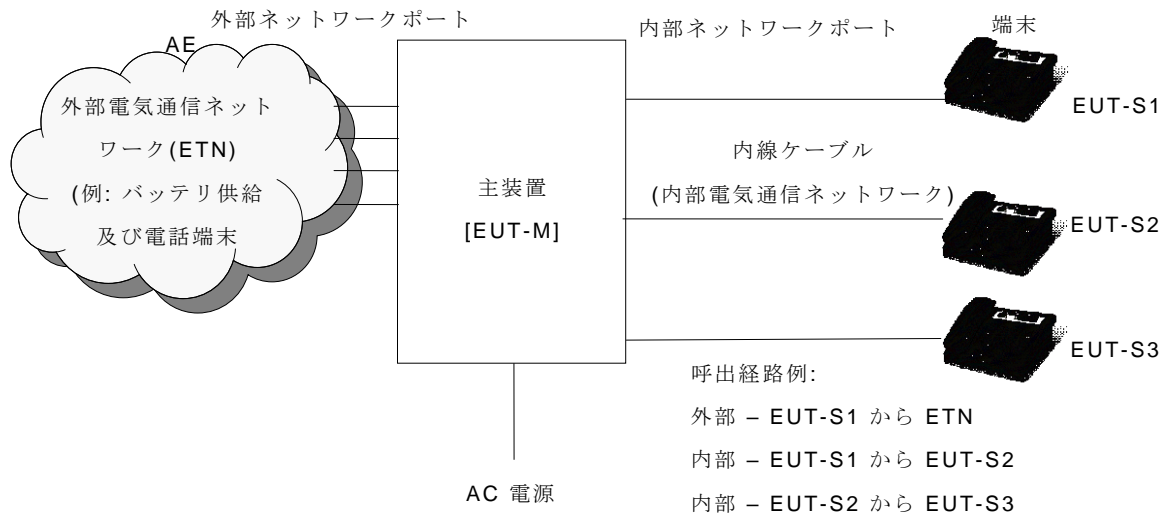 外部ネットワークポート
内部ネットワークポート
端末
AE
外部電気通信ネット
ワーク(ETN)
(例: バッテリ供給
及び電話端末
主装置
[EUT-M]
EUT-S1
内線ケーブル
(内部電気通信ネットワーク)
EUT-S2
EUT-S3
呼出経路例:
外部 – EUT-S1 から ETN
内部 – EUT-S1 から EUT-S2
内部 – EUT-S2 から EUT-S3
AC 電源